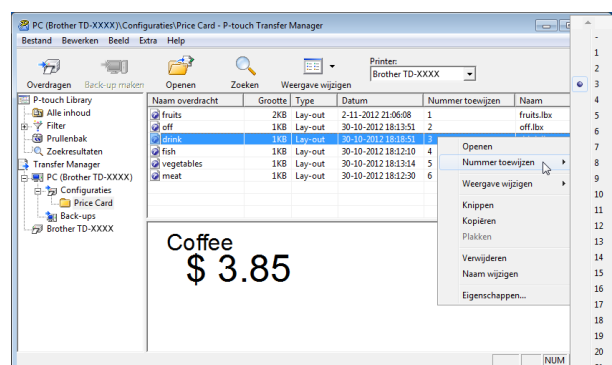 PC (Brother TD-XXXX)\Configuraties\Price Card - P-touch Transfer Manager
Bestand Bewerken Beeld Extra Help
Overdragen Back-up maken Openen Zoeken Weergave wijzigen
Printer:
Brother TD-XXXX
P-touch Library
Alle inhoud
Filter
Prullenbak
Zoekresultaten
Transfer Manager
PC (Brother TD-XXXX)
Configuraties
Price Card
Back-ups
Brother TD-XXXX
Naam overdracht Grootte Type Datum Nummer toewijzen Naam
fruits 2KB Lay-out 2-11-2012 21:06:08 1 fruits.lbx
off 1KB Lay-out 30-10-2012 18:13:51 2 off.lbx
drink 1KB Lay-out 30-10-2012 18:18:51 3
fish 1KB Lay-out 30-10-2012 18:12:10 4
vegetables 1KB Lay-out 30-10-2012 18:13:14 5
meat 1KB Lay-out 30-10-2012 18:12:30 6
Coffee
$ 3.85
Openen
Nummer toewijzen
Weergave wijzigen
Knippen
Kopiëren
Plakken
Verwijderen
Naam wijzigen
Eigenschappen...
-
1
2
3
4
5
6
7
8
9
10
11
12
13
14
15
16
17
18
19
20
NUM